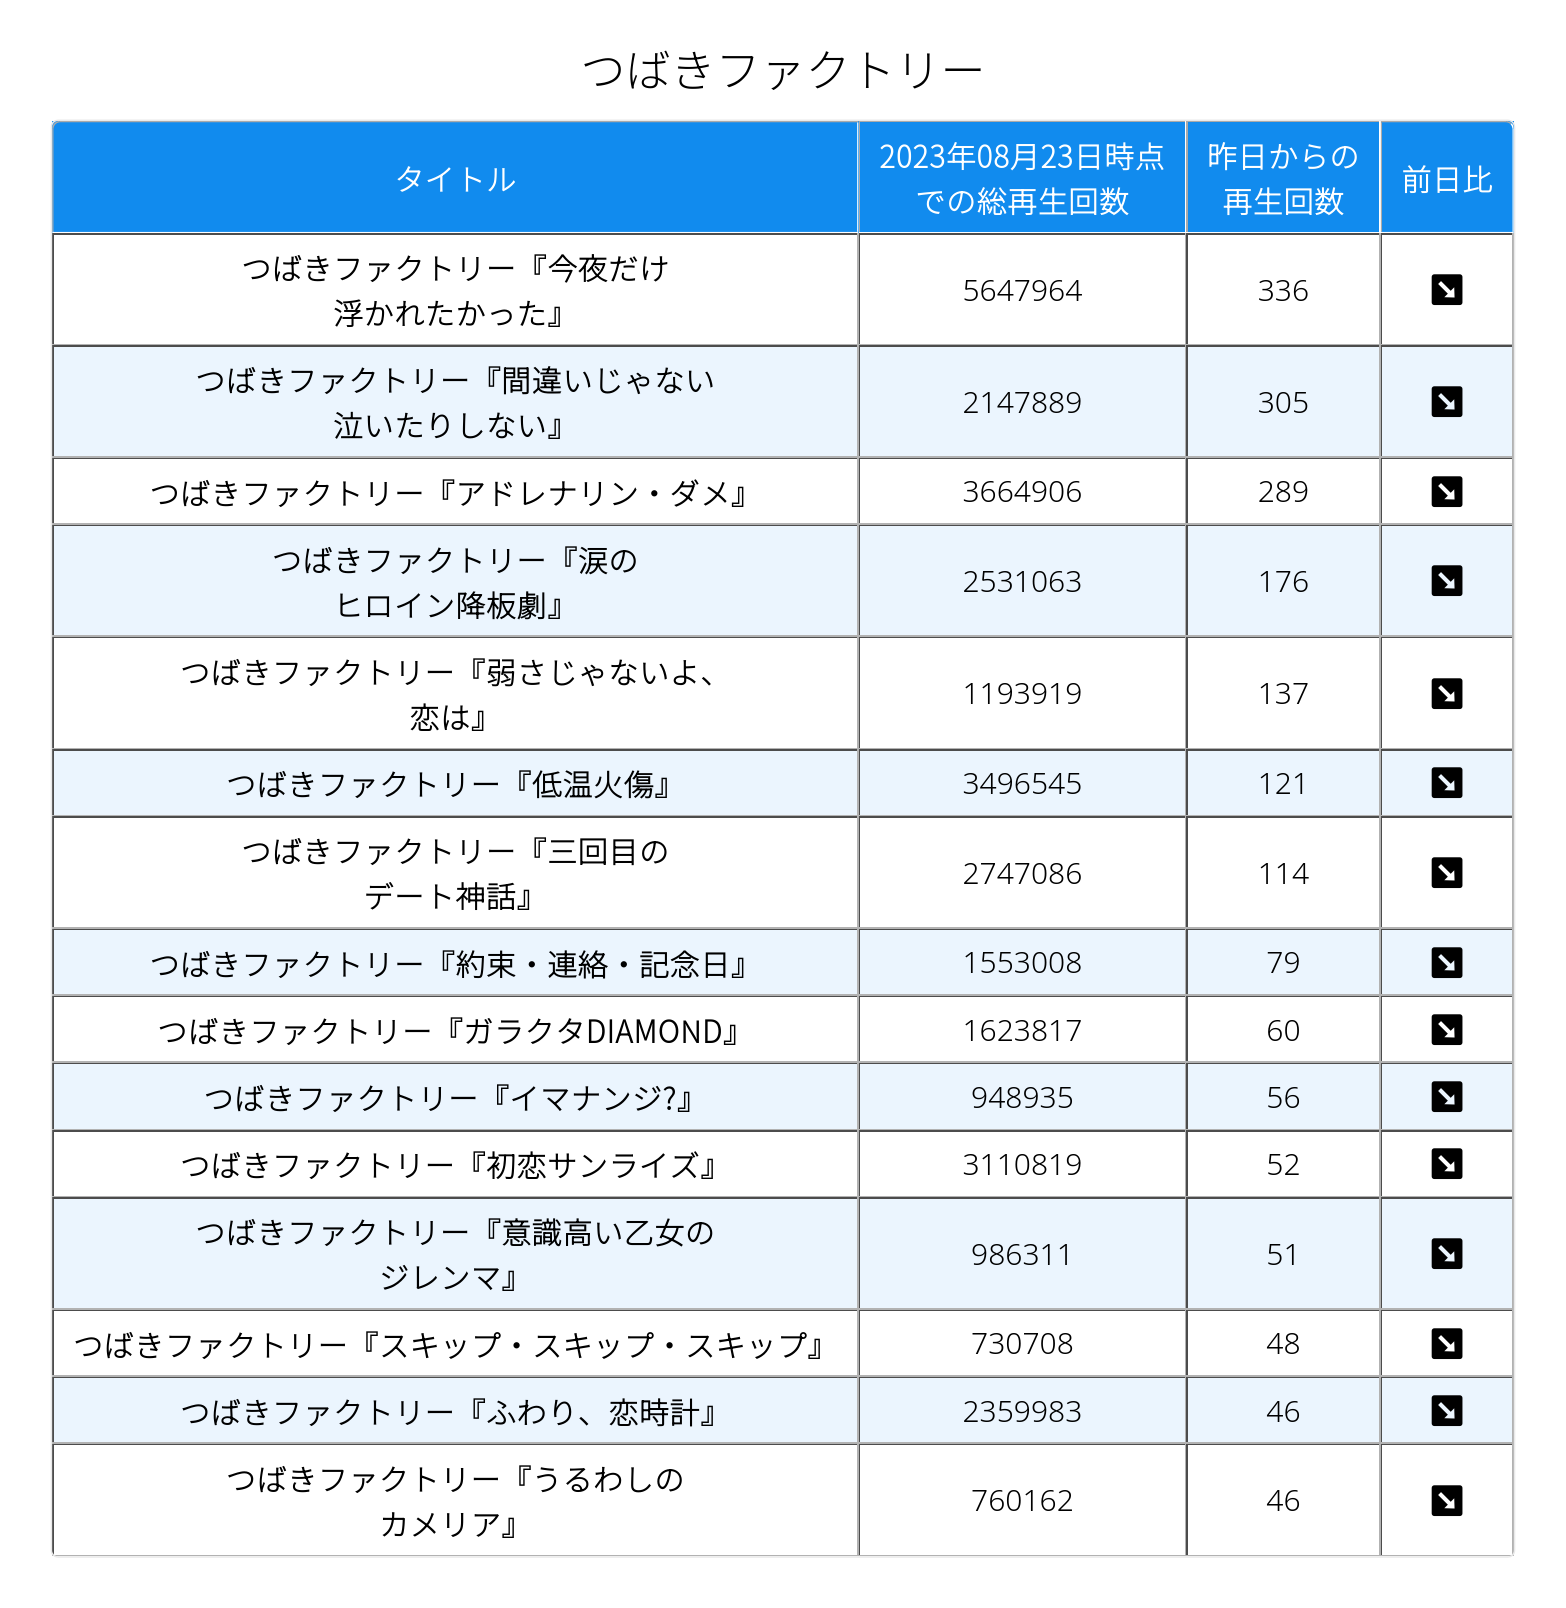 つばきファクトリー
タイトル
2023年08月23日時点
での総再生回数
昨日からの
再生回数
前日比
つばきファクトリー『今夜だけ
浮かれたかった』
5647964
336
つばきファクトリー『間違いじゃない
泣いたりしない』
2147889
305
つばきファクトリー『アドレナリン・ダメ』
3664906
289
つばきファクトリー『涙の
ヒロイン降板劇』
2531063
176
つばきファクトリー『弱さじゃないよ、
恋は』
1193919
137
つばきファクトリー『低温火傷』
3496545
121
つばきファクトリー『三回目の
デート神話』
2747086
114
つばきファクトリー『約束・連絡・記念日』
1553008
79
つばきファクトリー『ガラクタDIAMOND』
1623817
60
つばきファクトリー『イマナンジ?』
948935
56
つばきファクトリー『初恋サンライズ』
3110819
52
つばきファクトリー『意識高い乙女の
ジレンマ』
986311
51
つばきファクトリー『スキップ・スキップ・スキップ』
730708
48
つばきファクトリー『ふわり、恋時計』
2359983
46
つばきファクトリー『うるわしの
カメリア』
760162
46